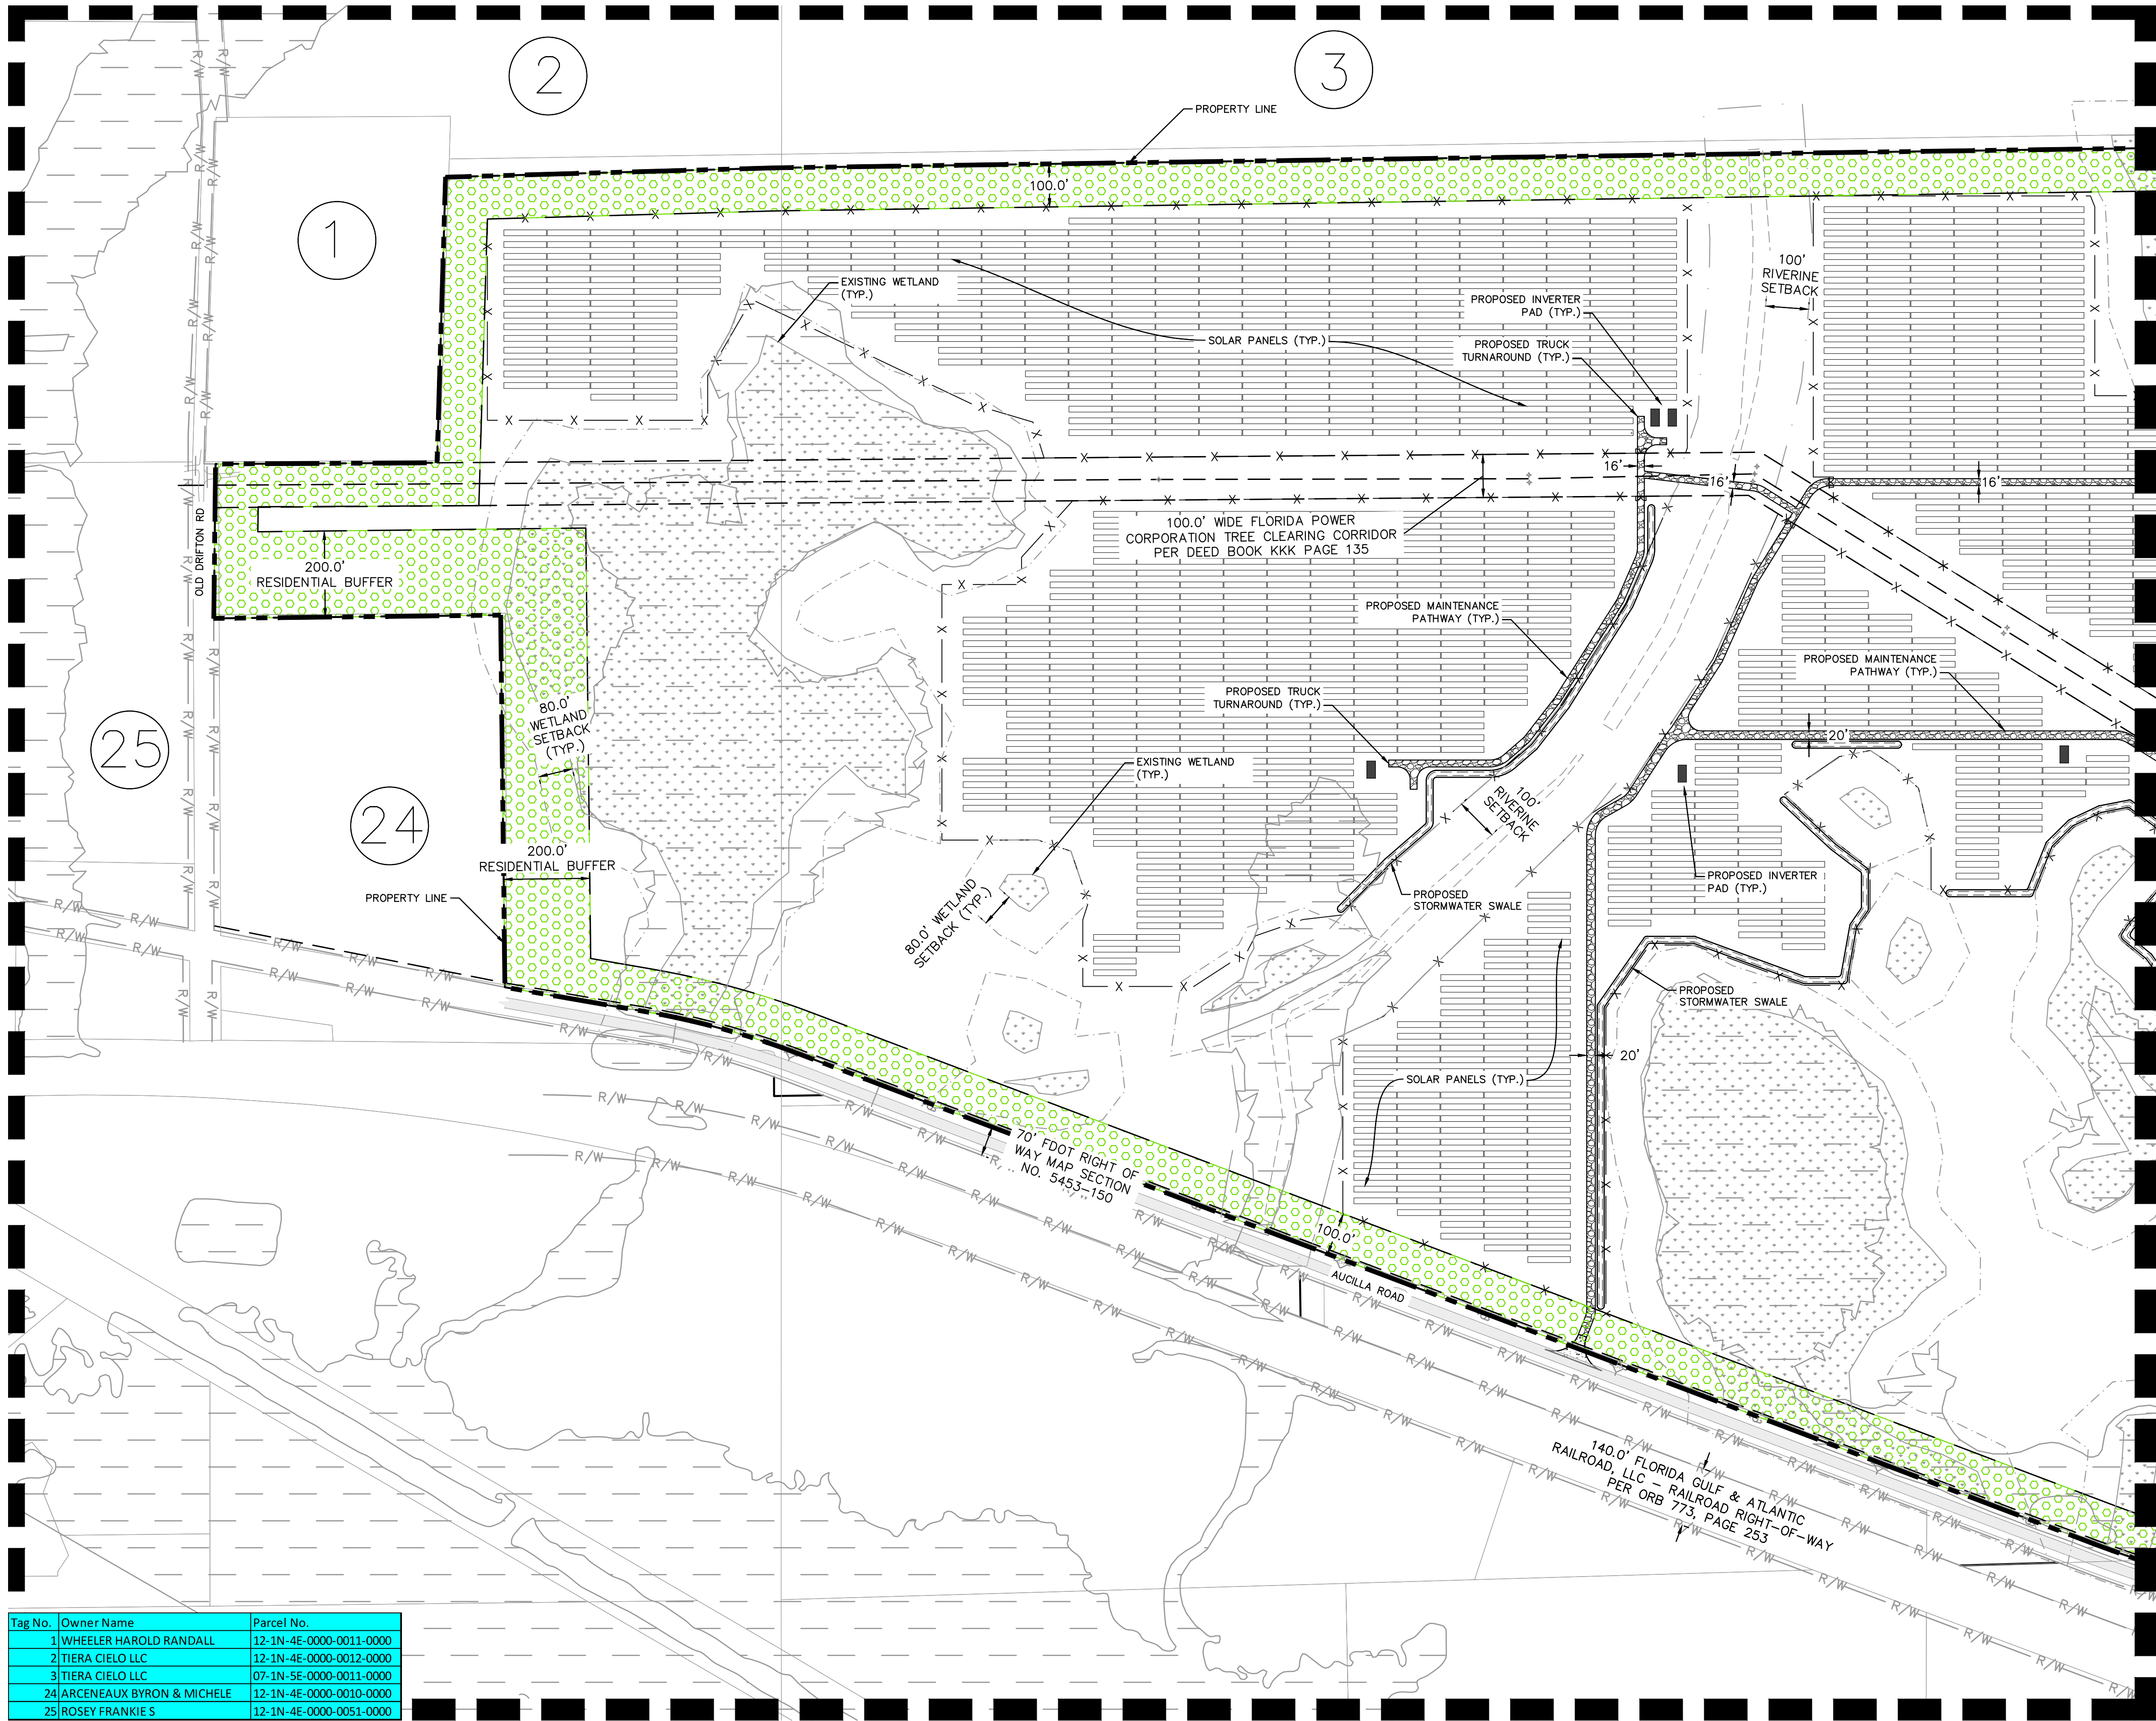 2
3
PROPERTY LINE
100.0'
1
EXISTING WETLAND
(TYP.)
100'
RIVERINE
SETBACK
PROPOSED INVERTER
PAD (TYP.)
SOLAR PANELS (TYP.)
PROPOSED TRUCK
TURNAROUND (TYP.)
16'
16'
16'
OLD DRIFTON RD
100.0' WIDE FLORIDA POWER
CORPORATION TREE CLEARING CORRIDOR
PER DEED BOOK KKK PAGE 135
200.0'
RESIDENTIAL BUFFER
PROPOSED MAINTENANCE
PATHWAY (TYP.)
PROPOSED MAINTENANCE
PATHWAY (TYP.)
80.0'
WETLAND
SETBACK
(TYP.)
PROPOSED TRUCK
TURNAROUND (TYP.)
20'
25
EXISTING WETLAND
(TYP.)
100'
RIVERINE
SETBACK
24
200.0'
RESIDENTIAL BUFFER
PROPERTY LINE
80.0' WETLAND
SETBACK (TYP.)
PROPOSED
STORMWATER SWALE
PROPOSED INVERTER
PAD (TYP.)
PROPOSED
STORMWATER SWALE
20'
SOLAR PANELS (TYP.)
70' FDOT RIGHT OF
WAY MAP SECTION
NO. 5453-150
100.0'
AUCILLA ROAD
140.0' FLORIDA GULF & ATLANTIC
RAILROAD, LLC - RAILROAD RIGHT-OF-WAY
PER ORB 773, PAGE 253
R/W
Tag No. Owner Name Parcel No.
1 WHEELER HAROLD RANDALL 12-1N-4E-0000-0011-0000
2 TIERA CIELO LLC 12-1N-4E-0000-0012-0000
3 TIERA CIELO LLC 07-1N-5E-0000-0011-0000
24 ARCENEAUX BYRON & MICHELE 12-1N-4E-0000-0010-0000
25 ROSEY FRANKIE S 12-1N-4E-0000-0051-0000